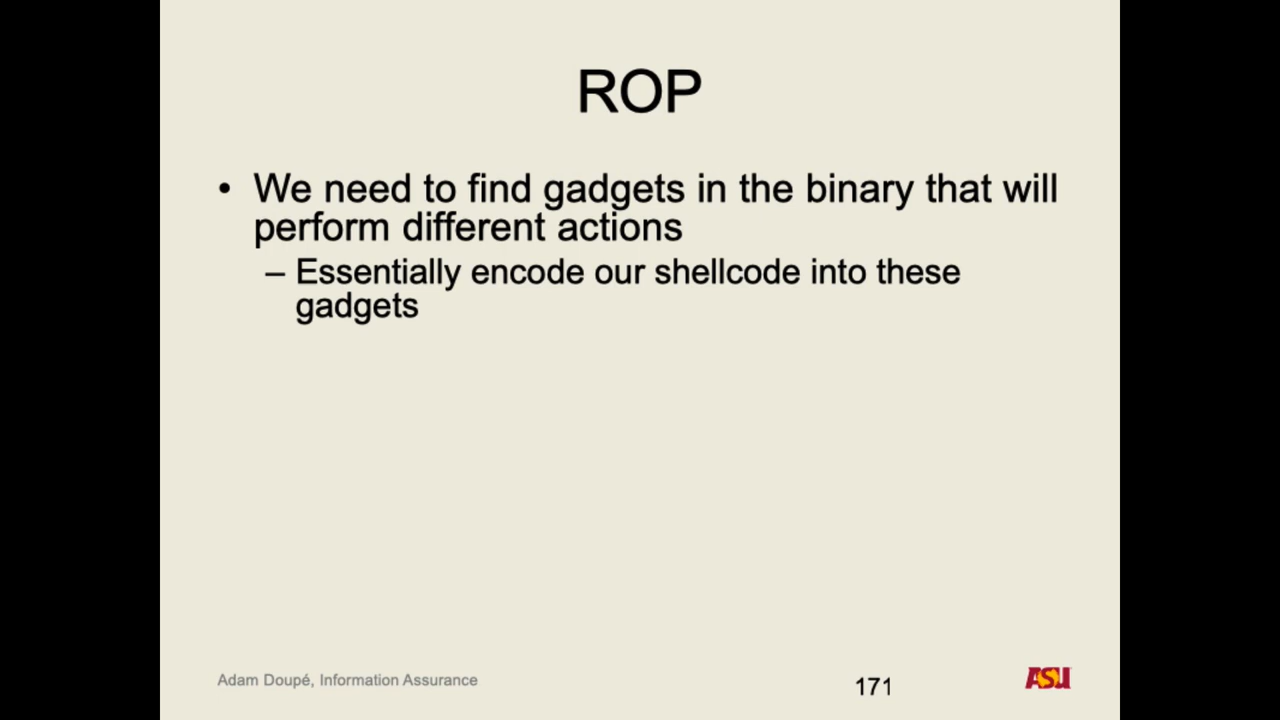 ROP
• We need to find gadgets in the binary that will
perform different actions
– Essentially encode our shellcode into these
gadgets
Adam Doupé, Information Assurance
171
ASU